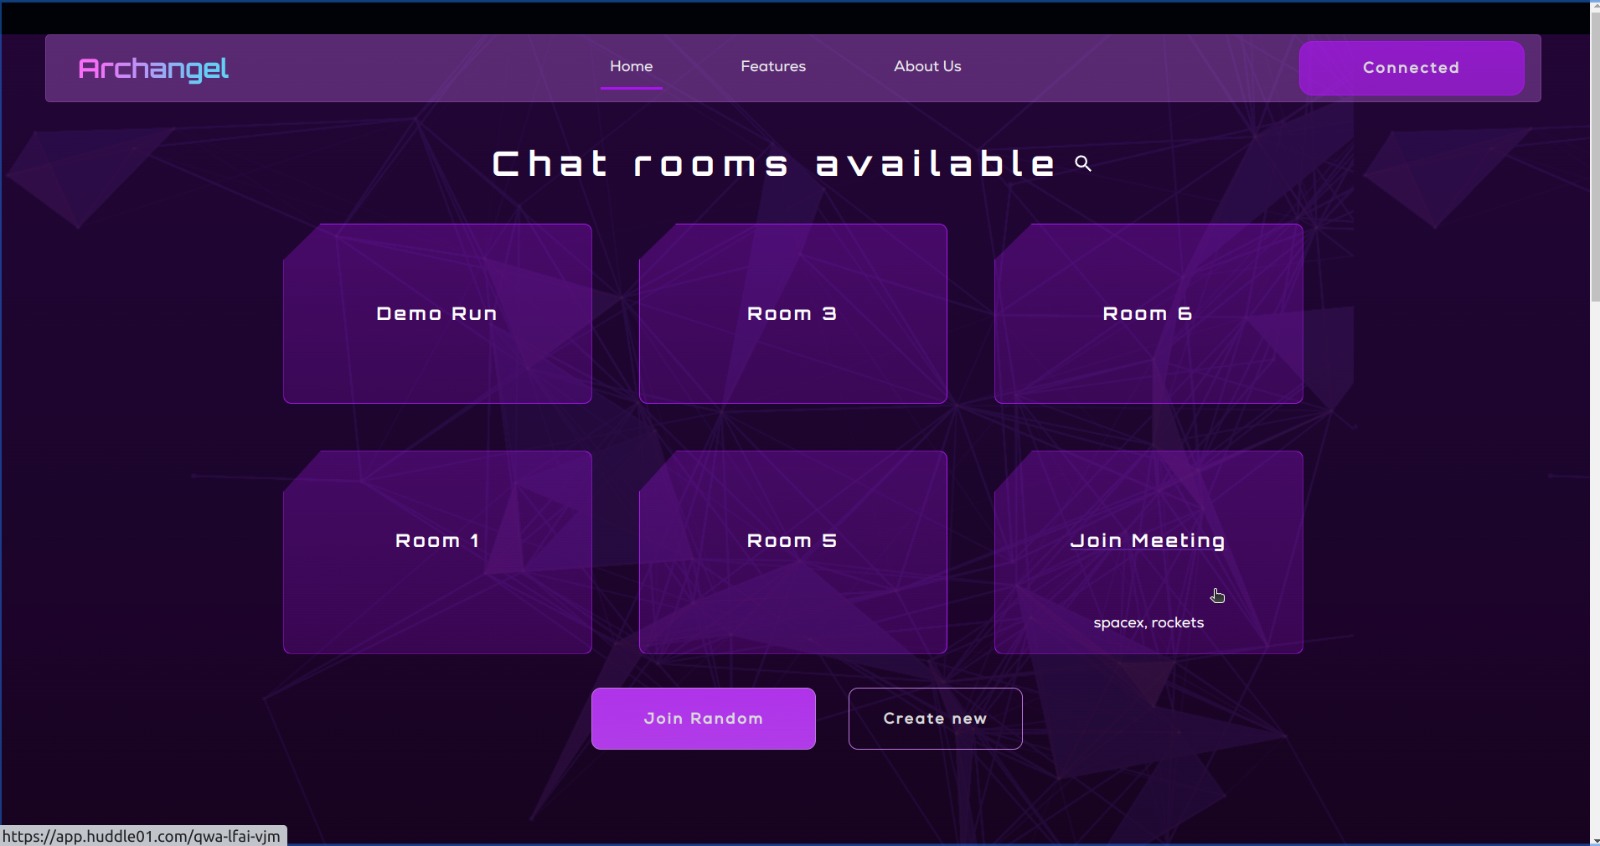 Archangel
Home
Features
About Us
Connected
Chat rooms available
Demo Run
Room 3
Room 6
Room 1
Room 5
Join Meeting
spacex, rockets
Join Random
Create new
https://app.huddle01.com/qwa-lfai-vjm